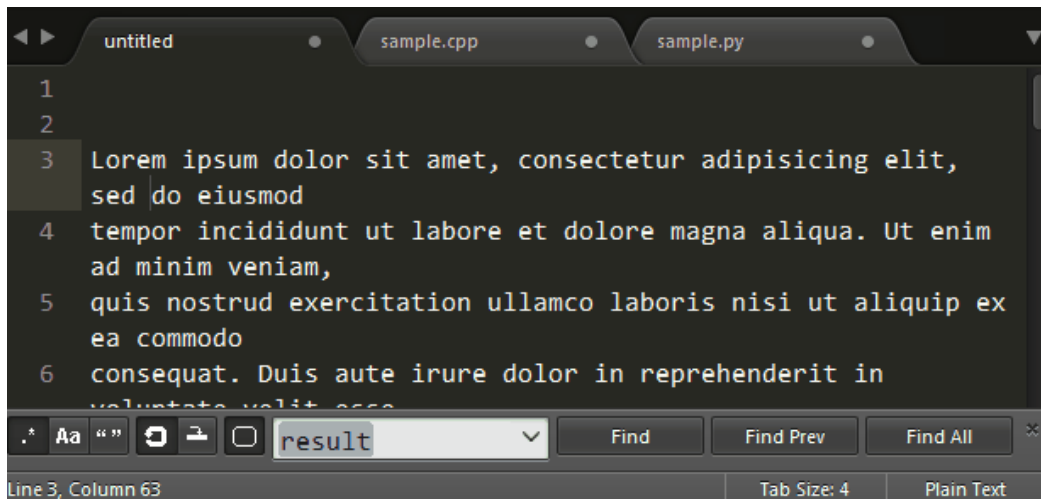 untitled sample.cpp sample.py
1
2
3 Lorem ipsum dolor sit amet, consectetur adipisicing elit,
sed do eiusmod
4 tempor incididunt ut labore et dolore magna aliqua. Ut enim
ad minim veniam,
5 quis nostrud exercitation ullamco laboris nisi ut aliquip ex
ea commodo
6 consequat. Duis aute irure dolor in reprehenderit in
voluptate velit esse
.* Aa “ ” result Find Find Prev Find All
Line 3, Column 63 Tab Size: 4 Plain Text